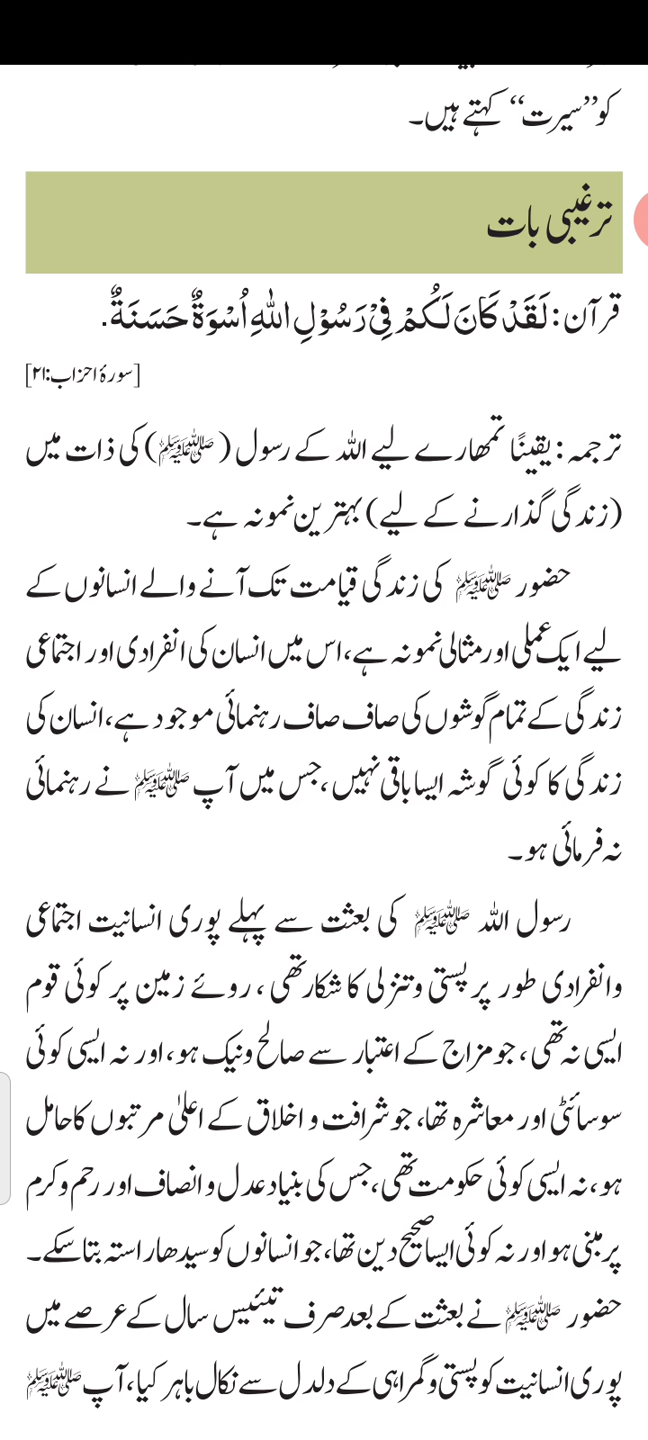 کو”سیرت“ کہتے ہیں۔
ترغیبی بات
قرآن: لَقَدْ كَانَ لَكُمْ فِيْ رَسُوْلِ اللهِ اُسْوَةٌ حَسَنَةٌ.
[سورۂ احزاب:۲۱]
ترجمہ: یقینًا تمھارے لیے اللہ کے رسول (ﷺ) کی ذات میں
(زندگی گذارنے کے لیے) بہترین نمونہ ہے۔
حضور ﷺ کی زندگی قیامت تک آنے والے انسانوں کے
لیے ایک عملی اور مثالی نمونہ ہے، اس میں انسان کی انفرادی اور اجتماعی
زندگی کے تمام گوشوں کی صاف صاف رہنمائی موجود ہے، انسان کی
زندگی کا کوئی گوشہ ایسا باقی نہیں، جس میں آپ ﷺ نے رہنمائی
نہ فرمائی ہو۔
رسول اللہ ﷺ کی بعثت سے پہلے پوری انسانیت اجتماعی
وانفرادی طور پر پستی وتنزلی کا شکار تھی، روئے زمین پر کوئی قوم
ایسی نہ تھی، جو مزاج کے اعتبار سے صالح ونیک ہو، اور نہ ایسی کوئی
سوسائٹی اور معاشرہ تھا، جو شرافت و اخلاق کے اعلیٰ مرتبوں کا حامل
ہو، نہ ایسی کوئی حکومت تھی، جس کی بنیاد عدل و انصاف اور رحم وکرم
پر مبنی ہو اور نہ کوئی ایسا صحیح دین تھا، جو انسانوں کو سیدھا راستہ بتا سکے۔
حضور ﷺ نے بعثت کے بعد صرف تیئیس سال کے عرصے میں
پوری انسانیت کو پستی و گمراہی کے دلدل سے نکال باہر کیا، آپ ﷺ